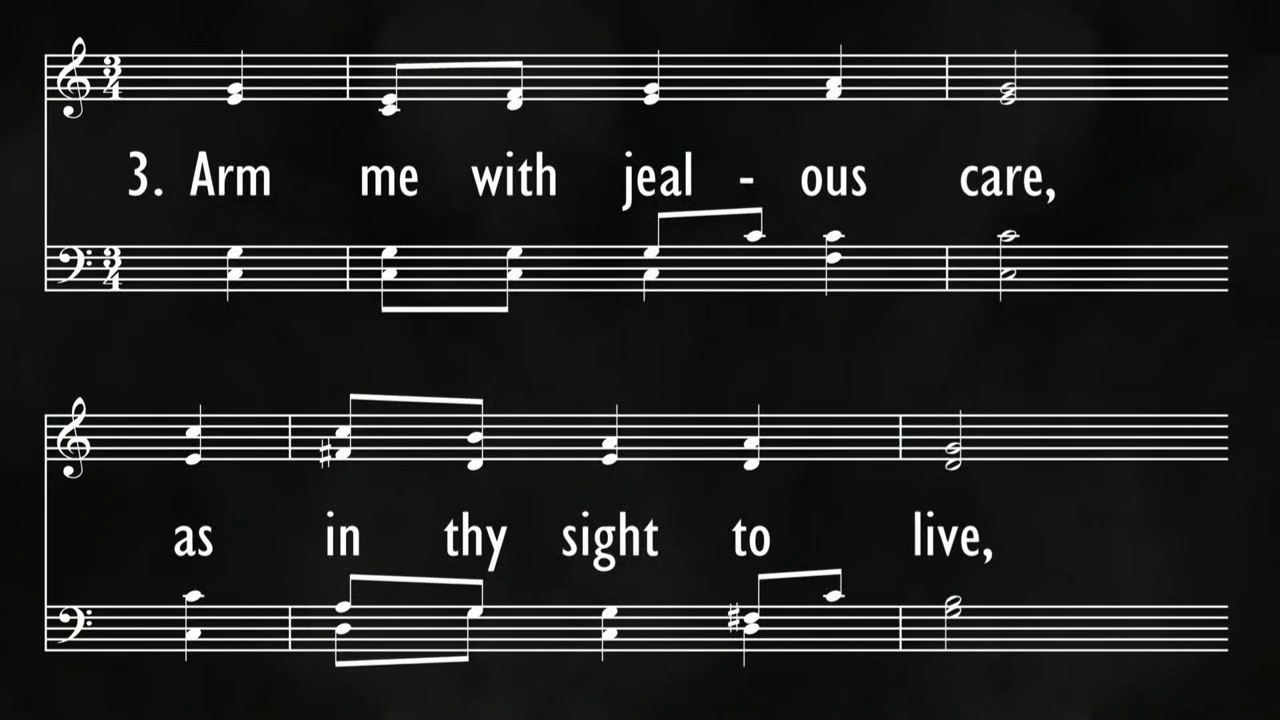 3. Arm me with jeal - ous care,
as in thy sight to live,